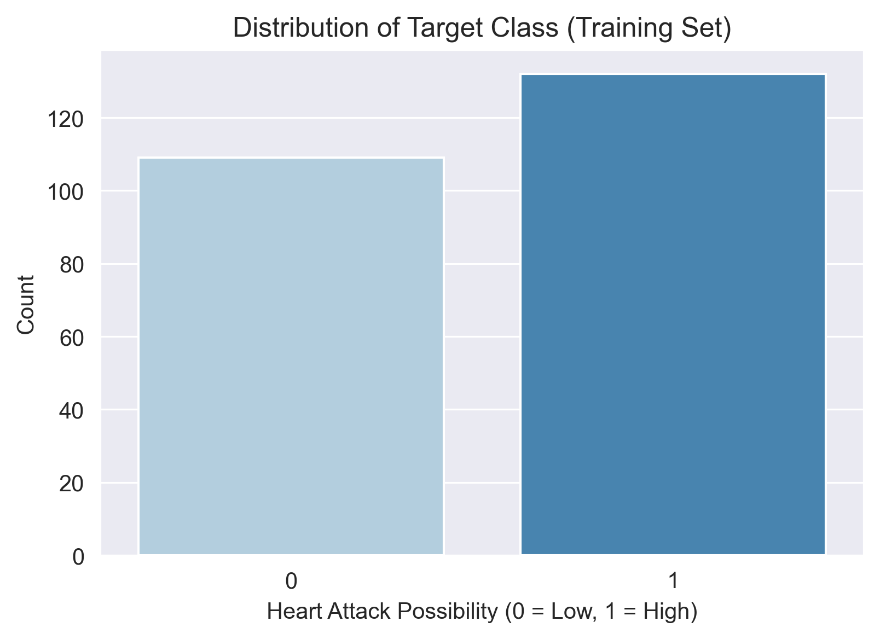 Distribution of Target Class (Training Set)
120
100
80
60
40
20
0
Count
0 1
Heart Attack Possibility (0 = Low, 1 = High)